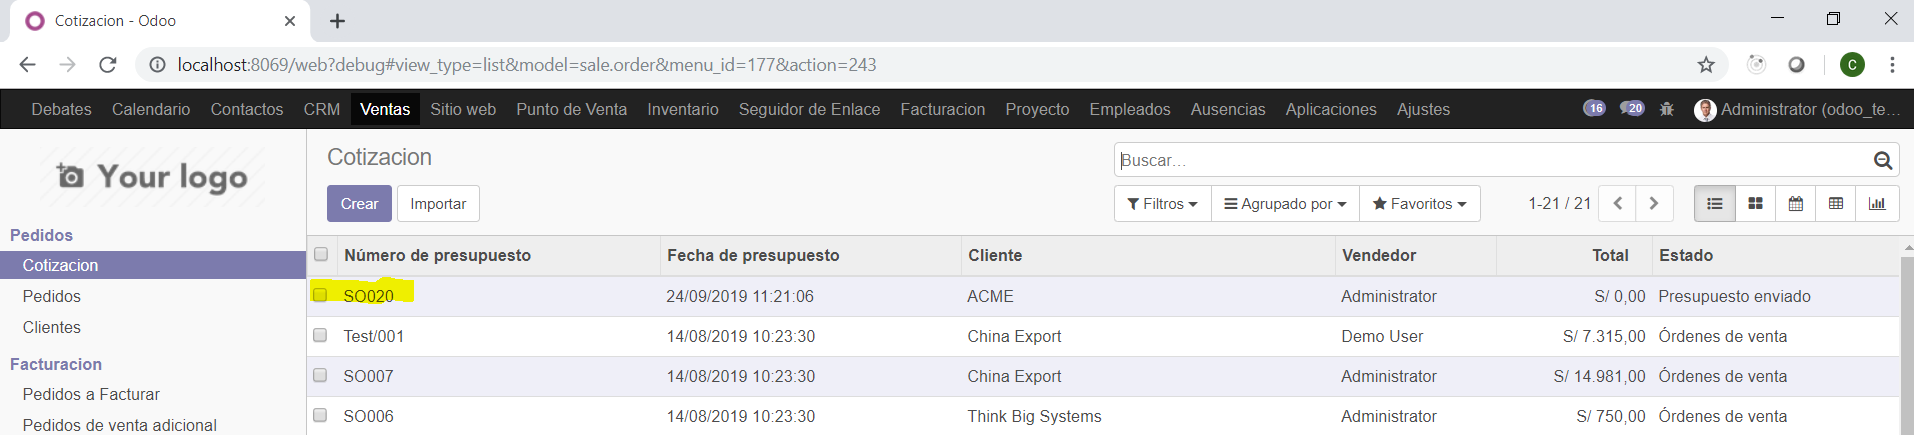 Cotizacion - Odoo
localhost:8069/web?debug#view_type=list&model=sale.order&menu_id=177&action=243
C
Debates Calendario Contactos CRM Ventas Sitio web Punto de Venta Inventario Seguidor de Enlace Facturacion Proyecto Empleados Ausencias Aplicaciones Ajustes 16 20 Administrator (odoo_te...
Your logo
Cotizacion
Buscar...
Crear Importar
Filtros Agrupado por Favoritos 1-21 / 21
Pedidos
Cotizacion
Pedidos
Clientes
Facturacion
Pedidos a Facturar
Pedidos de venta adicional
Número de presupuesto Fecha de presupuesto Cliente Vendedor Total Estado
SO020 24/09/2019 11:21:06 ACME Administrator S/ 0,00 Presupuesto enviado
Test/001 14/08/2019 10:23:30 China Export Demo User S/ 7.315,00 Órdenes de venta
SO007 14/08/2019 10:23:30 China Export Administrator S/ 14.981,00 Órdenes de venta
SO006 14/08/2019 10:23:30 Think Big Systems Administrator S/ 750,00 Órdenes de venta